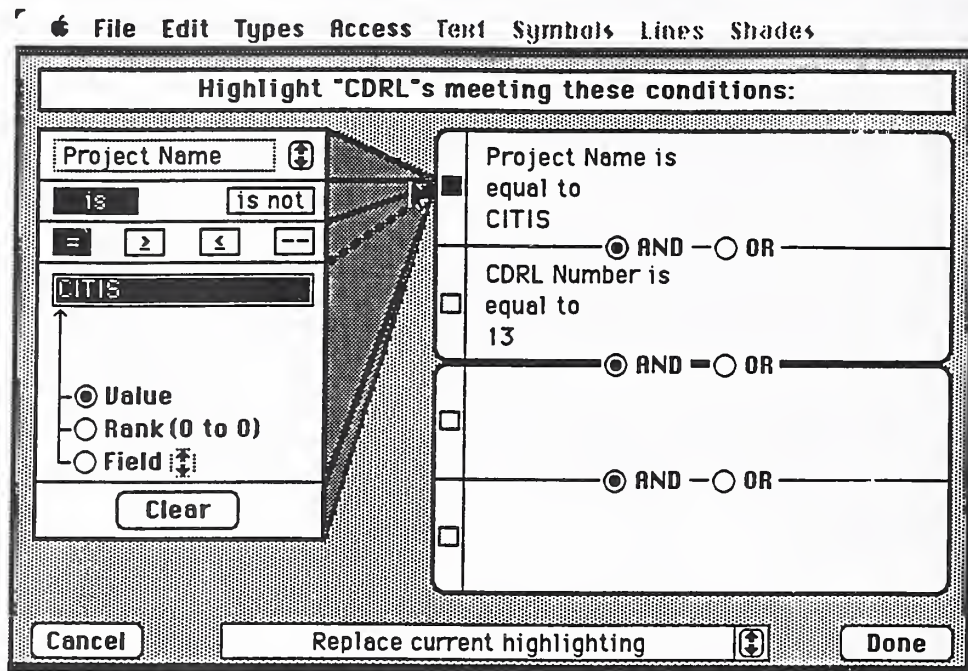 File Edit Types Access Text Symbols Lines Shades
Highlight "CDRL"s meeting these conditions:
Project Name
is is not
= ≥ ≤ --
CITIS
Value
Rank (0 to 0)
Field
Clear
Project Name is
equal to
CITIS
AND OR
CDRL Number is
equal to
13
AND OR
AND OR
Cancel Replace current highlighting Done